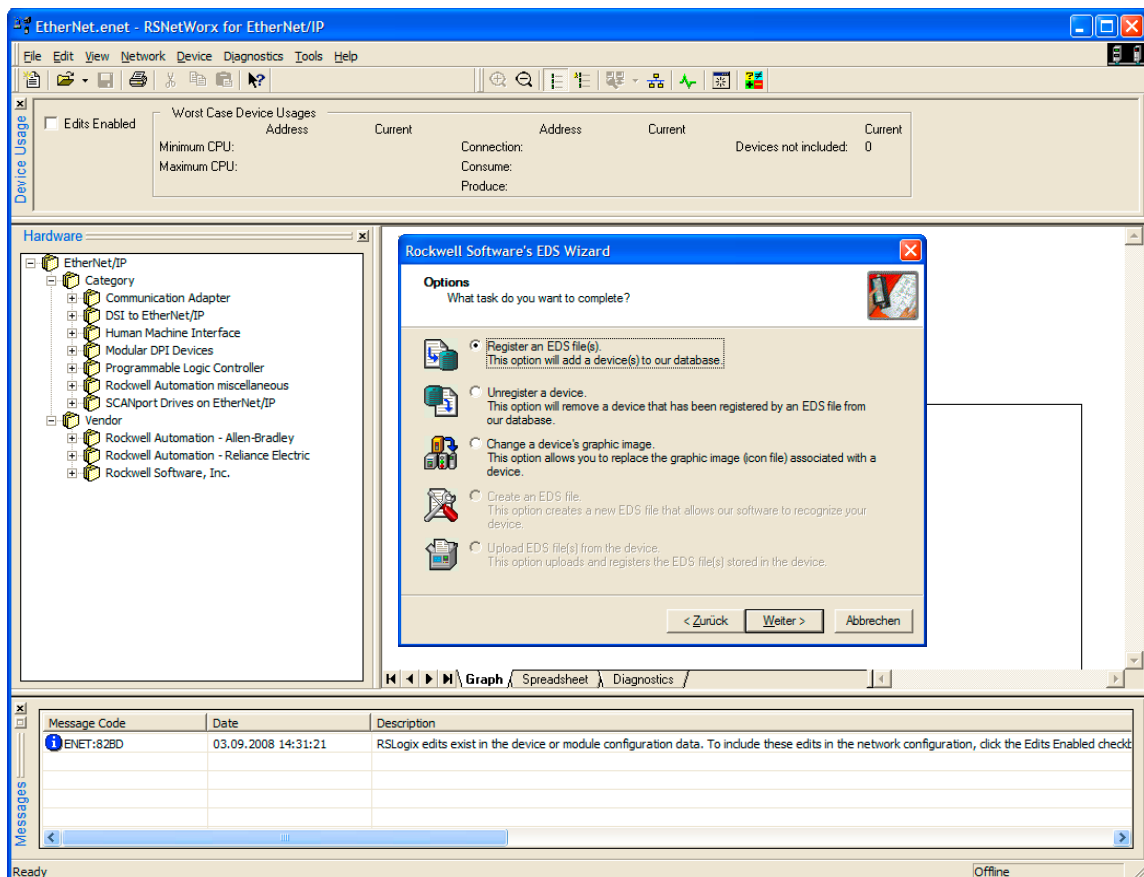 EtherNet.enet - RSNetWorx for EtherNet/IP
File Edit View Network Device Diagnostics Tools Help
Device Usage
Edits Enabled
Worst Case Device Usages
Address Current Address Current Current
Minimum CPU: Connection: Devices not included: 0
Maximum CPU: Consume:
Produce:
Hardware
EtherNet/IP
Category
Communication Adapter
DSI to EtherNet/IP
Human Machine Interface
Modular DPI Devices
Programmable Logic Controller
Rockwell Automation miscellaneous
SCANport Drives on EtherNet/IP
Vendor
Rockwell Automation - Allen-Bradley
Rockwell Automation - Reliance Electric
Rockwell Software, Inc.
Rockwell Software's EDS Wizard
Options
What task do you want to complete?
Register an EDS file(s).
This option will add a device(s) to our database.
Unregister a device.
This option will remove a device that has been registered by an EDS file from
our database.
Change a device's graphic image.
This option allows you to replace the graphic image (icon file) associated with a
device.
Create an EDS file.
This option creates a new EDS file that allows our software to recognize your
device.
Upload EDS file(s) from the device.
This option uploads and registers the EDS file(s) stored in the device.
< Zurück Weiter > Abbrechen
Graph Spreadsheet Diagnostics
Messages
Message Code Date Description
ENET:82BD 03.09.2008 14:31:21 RSLogix edits exist in the device or module configuration data. To include these edits in the network configuration, click the Edits Enabled checkb
Ready Offline